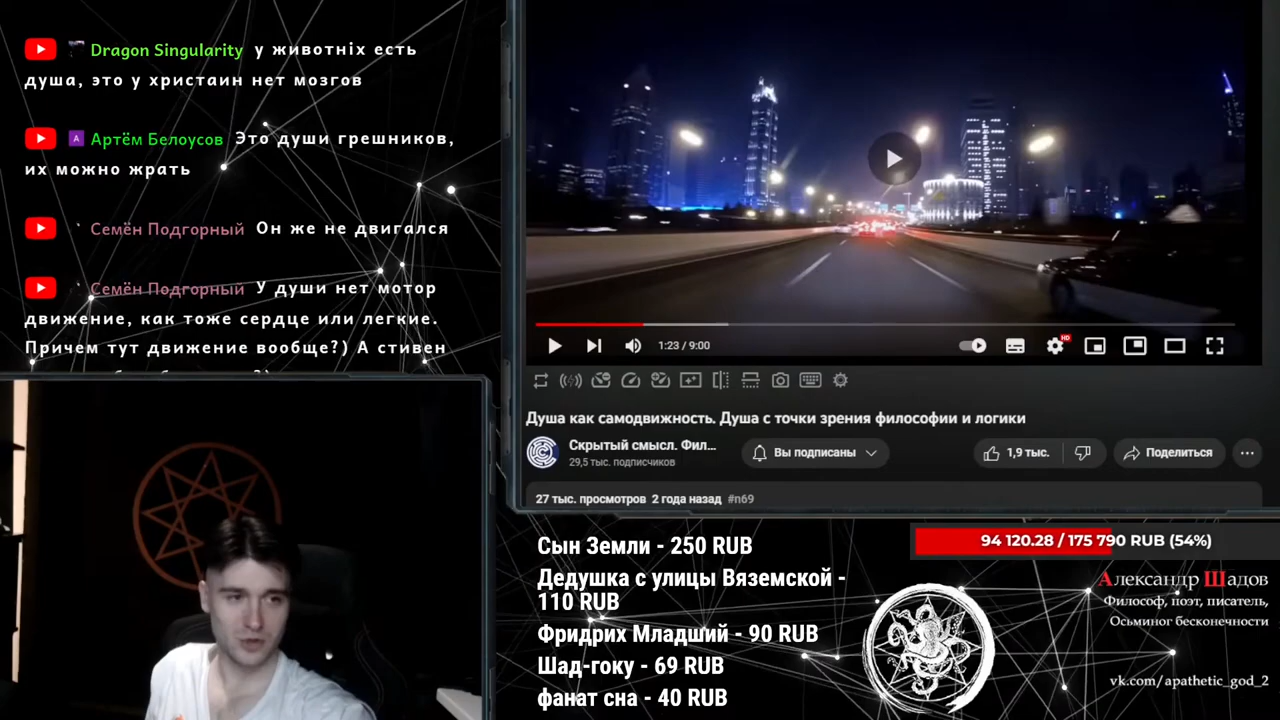 Dragon Singularity у животніх есть
душа, это у христаин нет мозгов
Артём Белоусов Это души грешников,
их можно жрать
Семён Подгорный Он же не двигался
Семён Подгорный У души нет мотор
движение, как тоже сердце или легкие.
Причем тут движение вообще?) А стивен
1:23 / 9:00
HD
Душа как самодвижность. Душа с точки зрения философии и логики
Скрытый смысл. Фил...
29,5 тыс. подписчиков
Вы подписаны
1,9 тыс.
Поделиться
27 тыс. просмотров 2 года назад #n69
Сын Земли - 250 RUB
Дедушка с улицы Вяземской -
110 RUB
Фридрих Младший - 90 RUB
Шад-гоку - 69 RUB
фанат сна - 40 RUB
94 120.28 / 175 790 RUB (54%)
Александр Шадов
Философ, поэт, писатель,
Осьминог бесконечности
vk.com/apathetic_god_2